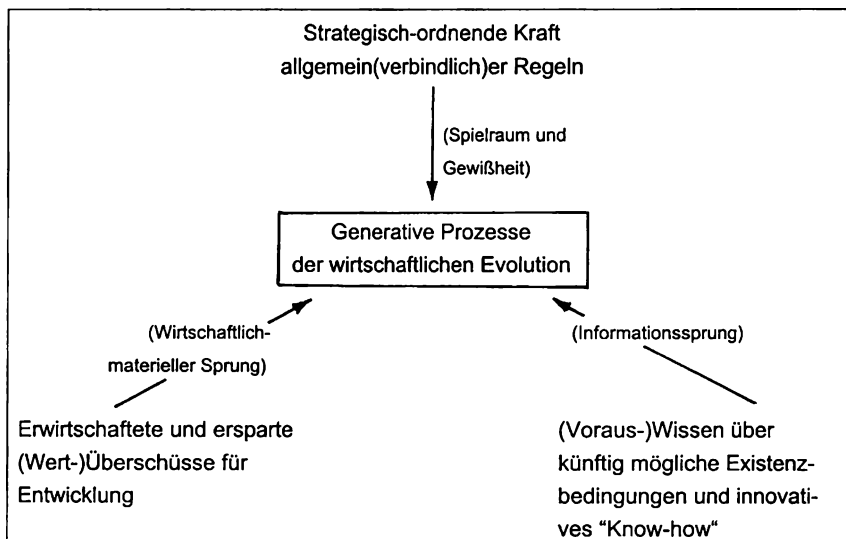 Strategisch-ordnende Kraft
allgemein(verbindlich)er Regeln
(Spielraum und
Gewißheit)
Generative Prozesse
der wirtschaftlichen Evolution
(Wirtschaftlich-
materieller Sprung)
(Informationssprung)
Erwirtschaftete und ersparte
(Wert-)Überschüsse für
Entwicklung
(Voraus-)Wissen über
künftig mögliche Existenz-
bedingungen und innovati-
ves “Know-how“